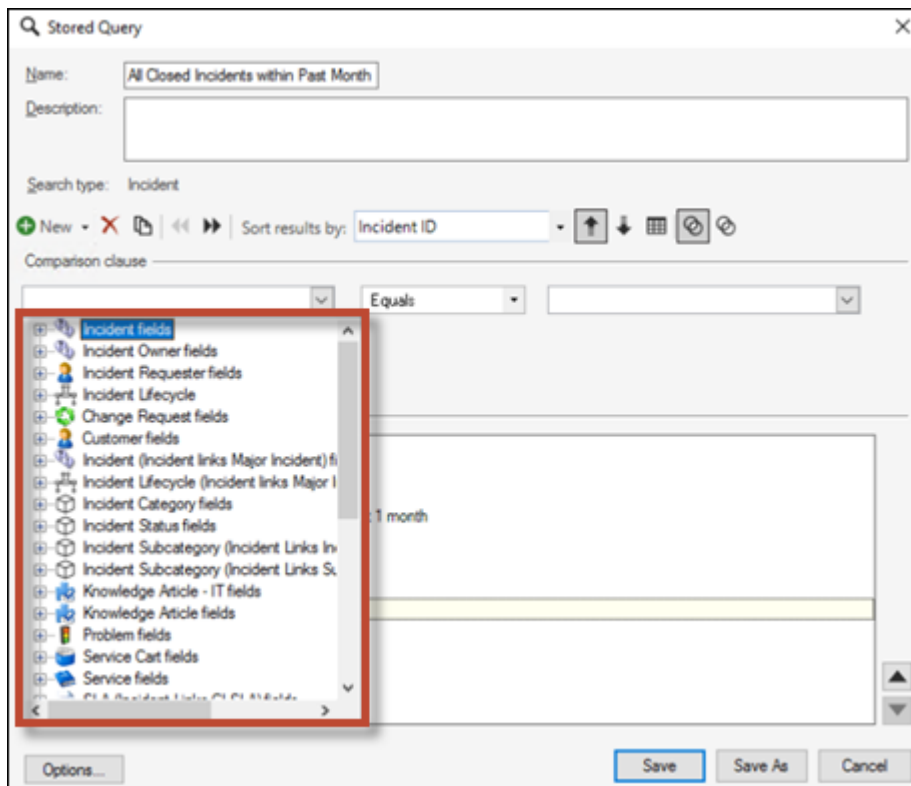 Stored Query
Name: All Closed Incidents within Past Month
Description:
Search type: Incident
New Sort results by: Incident ID
Comparison clause
Equals
Incident fields
Incident Owner fields
Incident Requester fields
Incident Lifecycle
Change Request fields
Customer fields
Incident (Incident links Major Incident) fi
Incident Lifecycle (Incident links Major I
Incident Category fields
1 month
Incident Status fields
Incident Subcategory (Incident Links In
Incident Subcategory (Incident Links Su
Knowledge Article - IT fields
Knowledge Article fields
Problem fields
Service Cart fields
Service fields
Options...
Save
Save As
Cancel